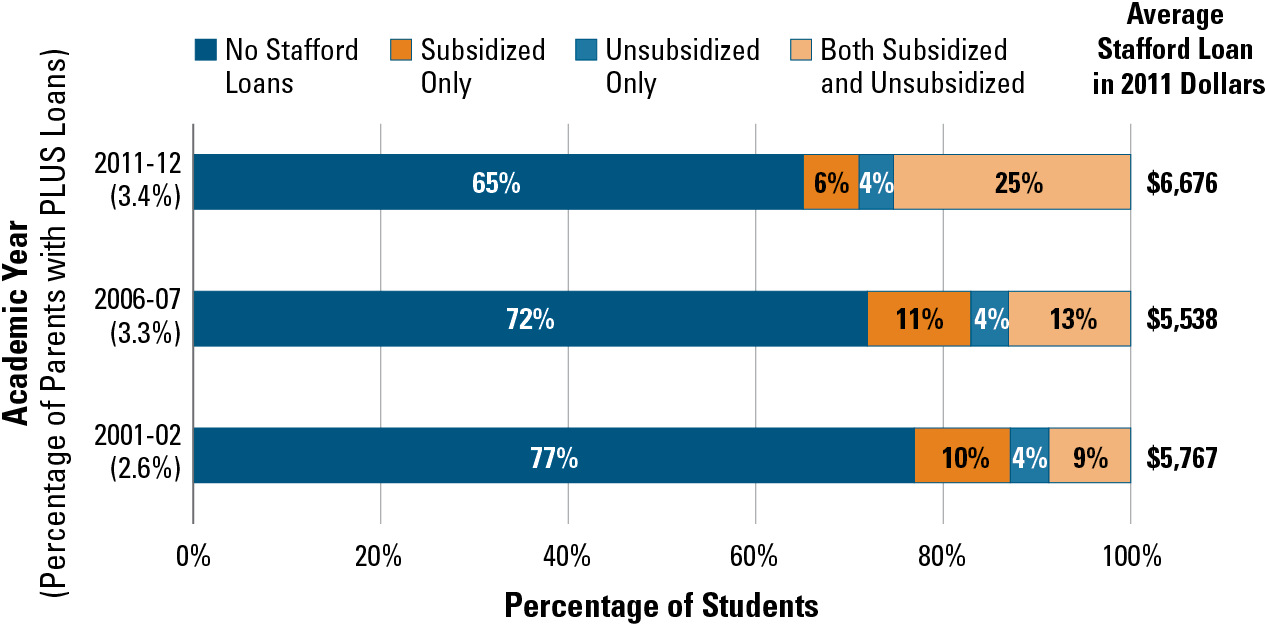 Average
Stafford Loan
in 2011 Dollars
No Stafford
Loans
Subsidized
Only
Unsubsidized
Only
Both Subsidized
and Unsubsidized
Academic Year
(Percentage of Parents with PLUS Loans)
2011-12
(3.4%)
65%
6%
4%
25%
$6,676
2006-07
(3.3%)
72%
11%
4%
13%
$5,538
2001-02
(2.6%)
77%
10%
4%
9%
$5,767
0%
20%
40%
60%
80%
100%
Percentage of Students